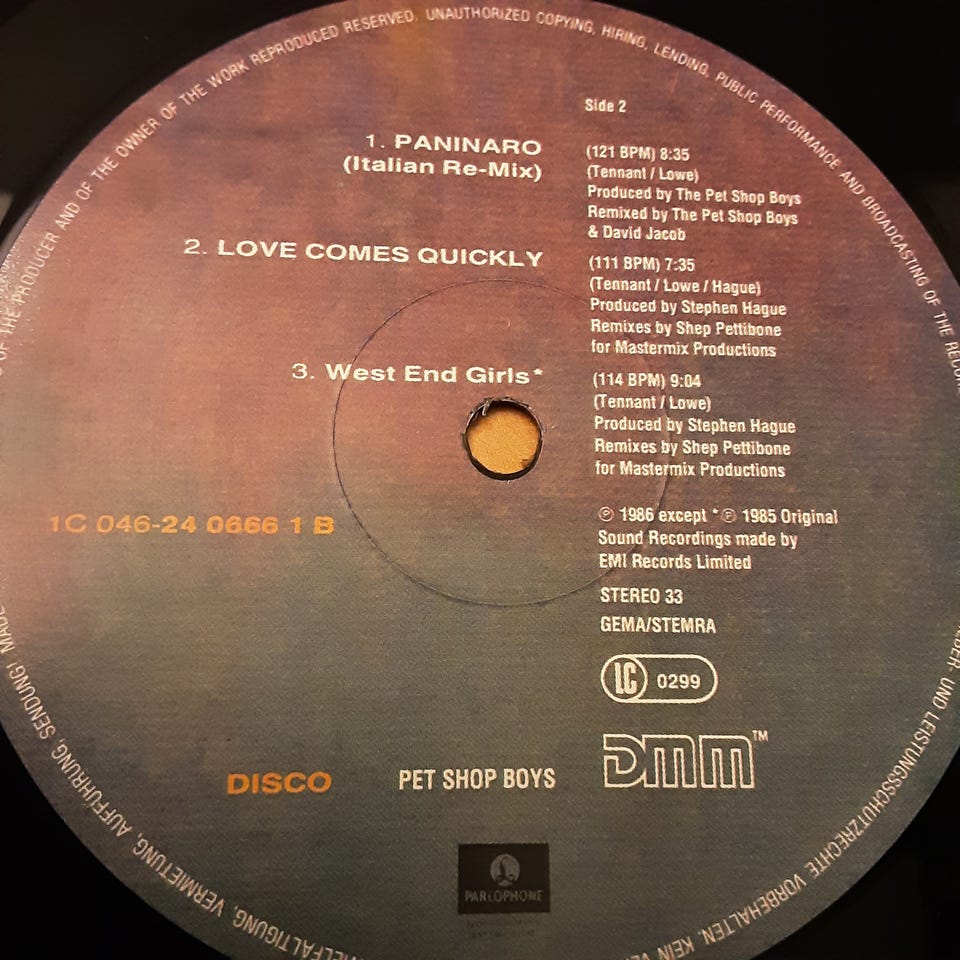 OF THE PRODUCER AND OF THE OWNER OF THE WORK REPRODUCED RESERVED. UNAUTHORIZED COPYING, HIRING, LENDING, PUBLIC PERFORMANCE AND BROADCASTING OF THE
Side 2
1. PANINARO
(Italian Re-Mix)
(121 BPM) 8:35
(Tennant / Lowe)
Produced by The Pet Shop Boys
Remixed by The Pet Shop Boys
& David Jacob
2. LOVE COMES QUICKLY
(111 BPM) 7:35
(Tennant / Lowe / Hague)
Produced by Stephen Hague
Remixes by Shep Pettibone
for Mastermix Productions
3. West End Girls*
(114 BPM) 9:04
(Tennant / Lowe)
Produced by Stephen Hague
Remixes by Shep Pettibone
for Mastermix Productions
1C 046-24 0666 1 B
℗ 1986 except * ℗ 1985 Original
Sound Recordings made by
EMI Records Limited
STEREO 33
GEMA/STEMRA
LC 0299
DMM™
DISCO
PET SHOP BOYS
PARLOPHONE
UND LEISTUNGSSCHUTZRECHTE VORBEHALTEN, KEIN
VERMIETUNG, AUFFÜHRUNG, SENDUNG! MADE